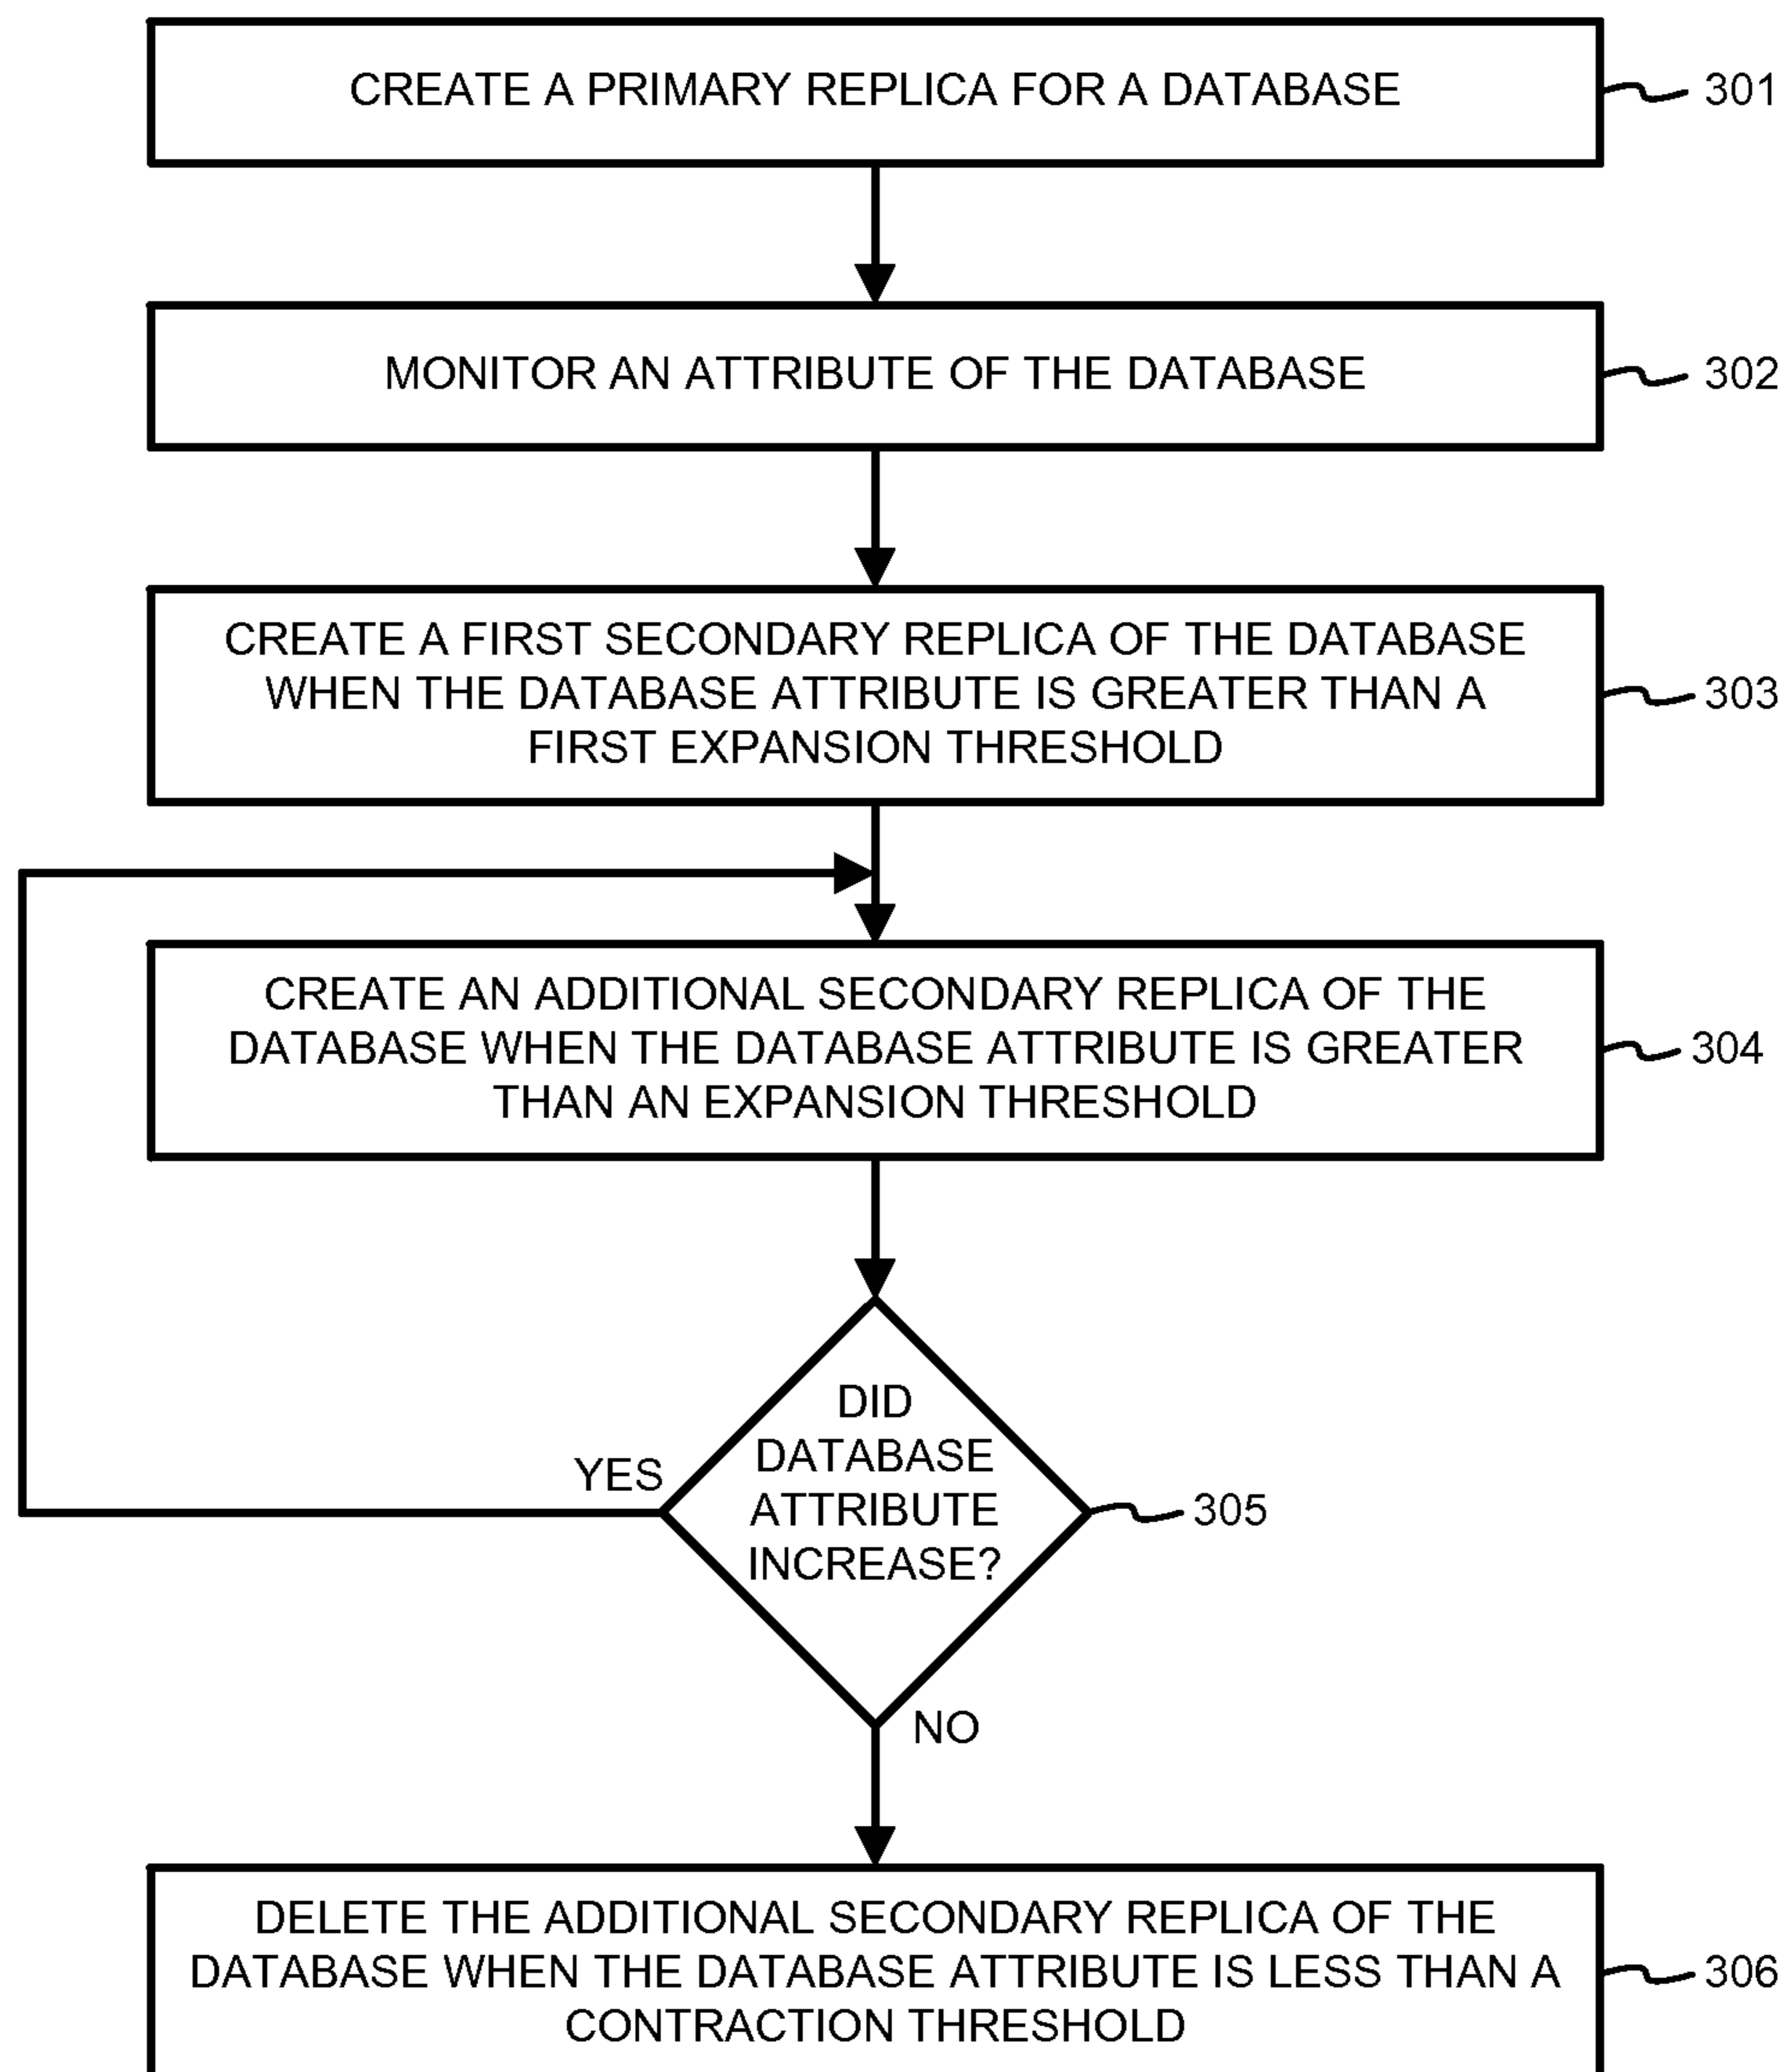 CREATE A PRIMARY REPLICA FOR A DATABASE
301
MONITOR AN ATTRIBUTE OF THE DATABASE
302
CREATE A FIRST SECONDARY REPLICA OF THE DATABASE
WHEN THE DATABASE ATTRIBUTE IS GREATER THAN A
FIRST EXPANSION THRESHOLD
303
CREATE AN ADDITIONAL SECONDARY REPLICA OF THE
DATABASE WHEN THE DATABASE ATTRIBUTE IS GREATER
THAN AN EXPANSION THRESHOLD
304
DID
DATABASE
ATTRIBUTE
INCREASE?
YES
305
NO
DELETE THE ADDITIONAL SECONDARY REPLICA OF THE
DATABASE WHEN THE DATABASE ATTRIBUTE IS LESS THAN A
CONTRACTION THRESHOLD
306